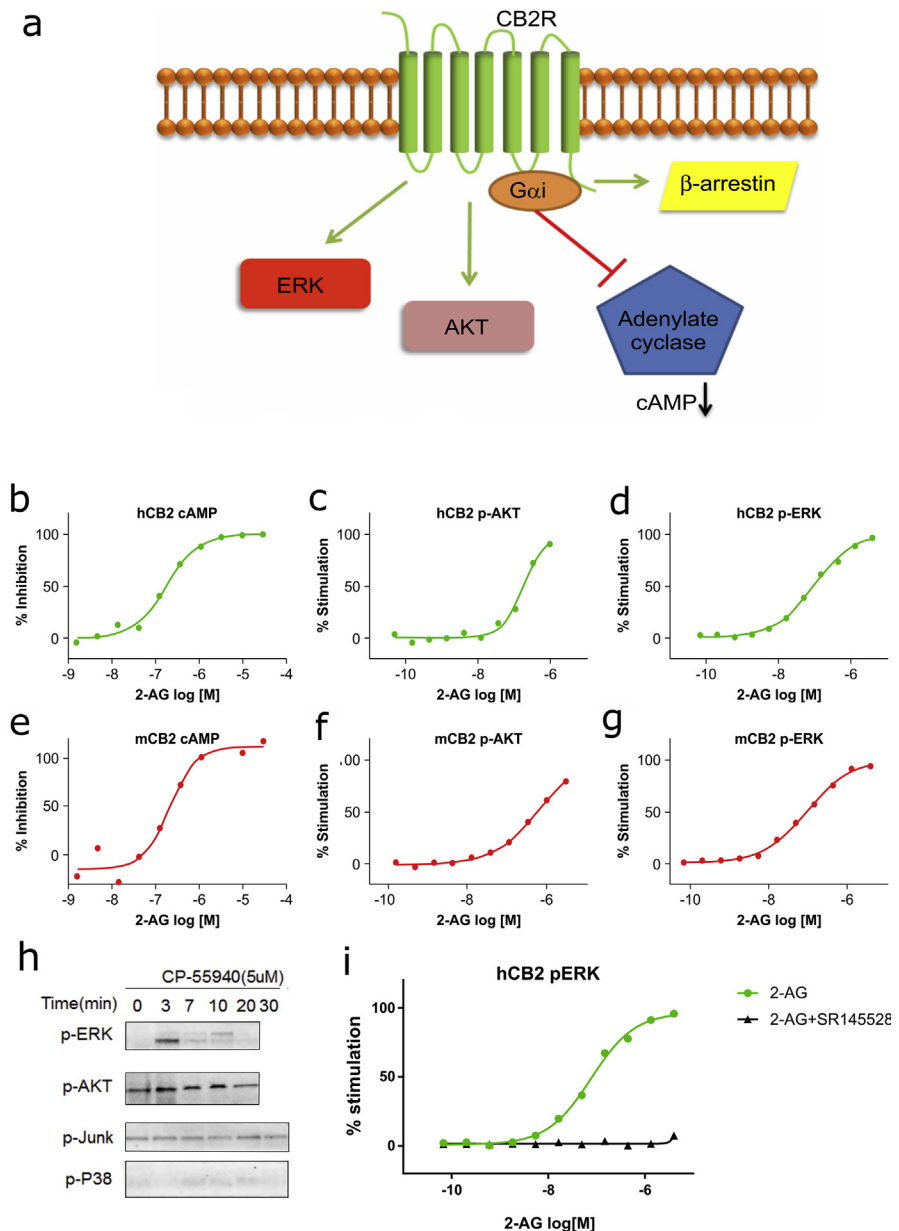 a
CB2R
Gαi
β-arrestin
ERK
AKT
Adenylate
cyclase
cAMP
b
hCB2 cAMP
% Inhibition
100
50
0
-9 -8 -7 -6 -5 -4
2-AG log [M]
c
hCB2 p-AKT
% Stimulation
100
50
0
-10 -8 -6
2-AG log [M]
d
hCB2 p-ERK
% Stimulation
100
50
0
-10 -8 -6
2-AG log [M]
e
mCB2 cAMP
% Inhibition
100
50
0
-9 -8 -7 -6 -5 -4
2-AG log [M]
f
mCB2 p-AKT
% Stimulation
.00
50
0
-10 -8 -6
2-AG log [M]
g
mCB2 p-ERK
% Stimulation
100
50
0
-10 -8 -6
2-AG log [M]
h
CP-55940(5uM)
Time(min) 0 3 7 10 20 30
p-ERK
p-AKT
p-Junk
p-P38
i
hCB2 pERK
% stimulation
100
50
0
-10 -8 -6
2-AG log[M]
2-AG
2-AG+SR145528